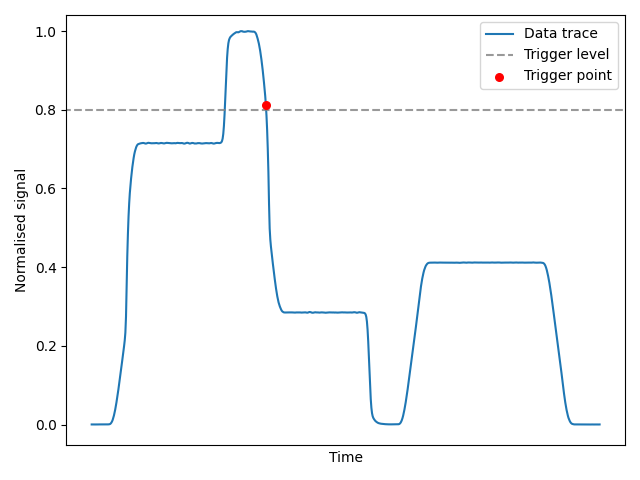 Data trace
Trigger level
Trigger point
1.0
0.8
0.6
0.4
0.2
0.0
Normalised signal
Time